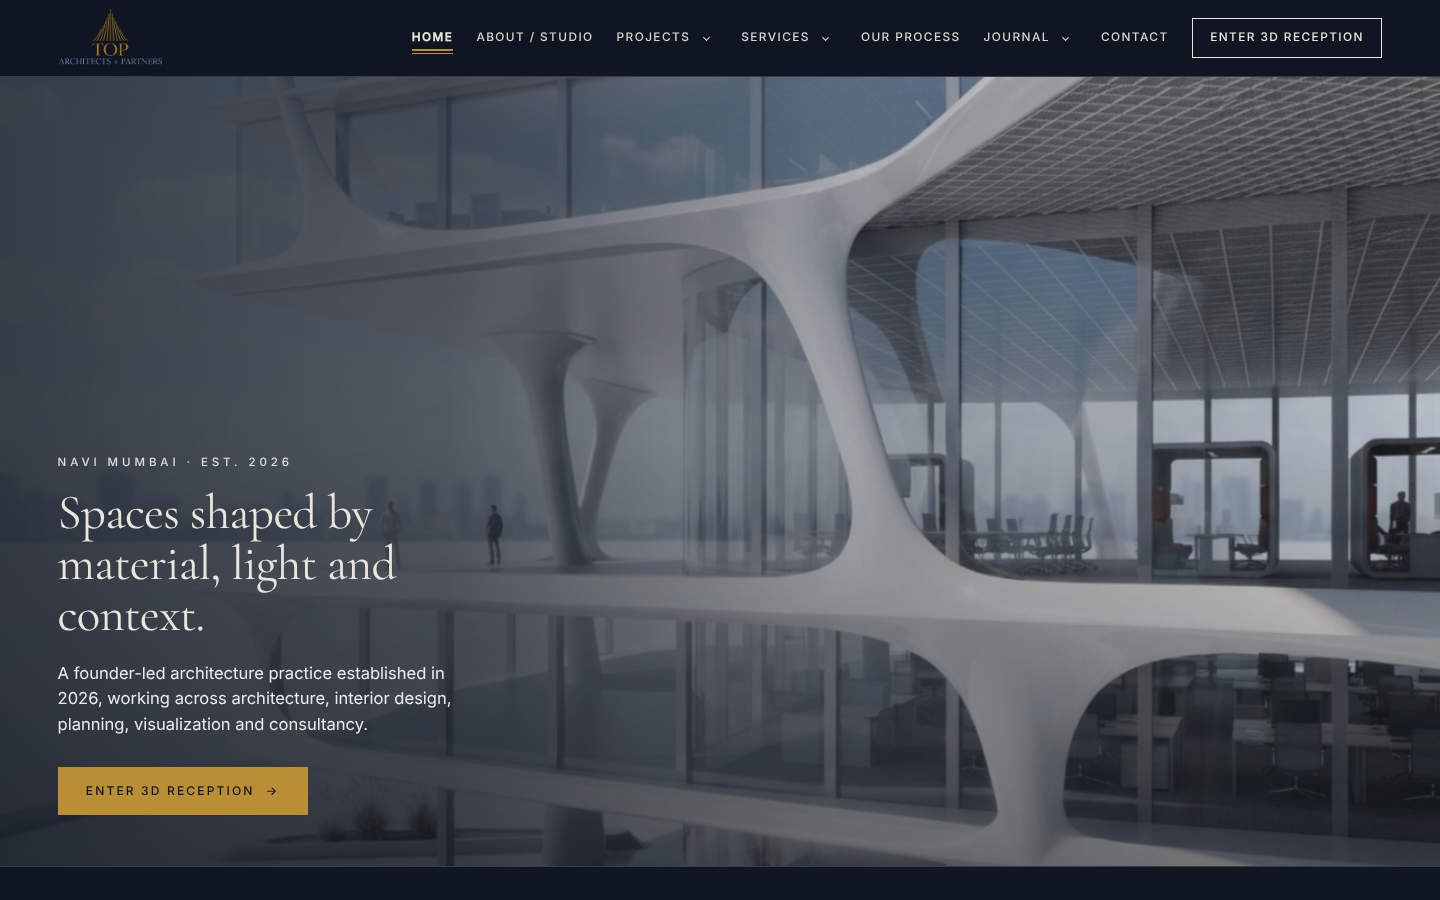 TOP
ARCHITECTS + PARTNERS
HOME
ABOUT / STUDIO
PROJECTS
SERVICES
OUR PROCESS
JOURNAL
CONTACT
ENTER 3D RECEPTION
NAVI MUMBAI · EST. 2026
Spaces shaped by
material, light and
context.
A founder-led architecture practice established in
2026, working across architecture, interior design,
planning, visualization and consultancy.
ENTER 3D RECEPTION →